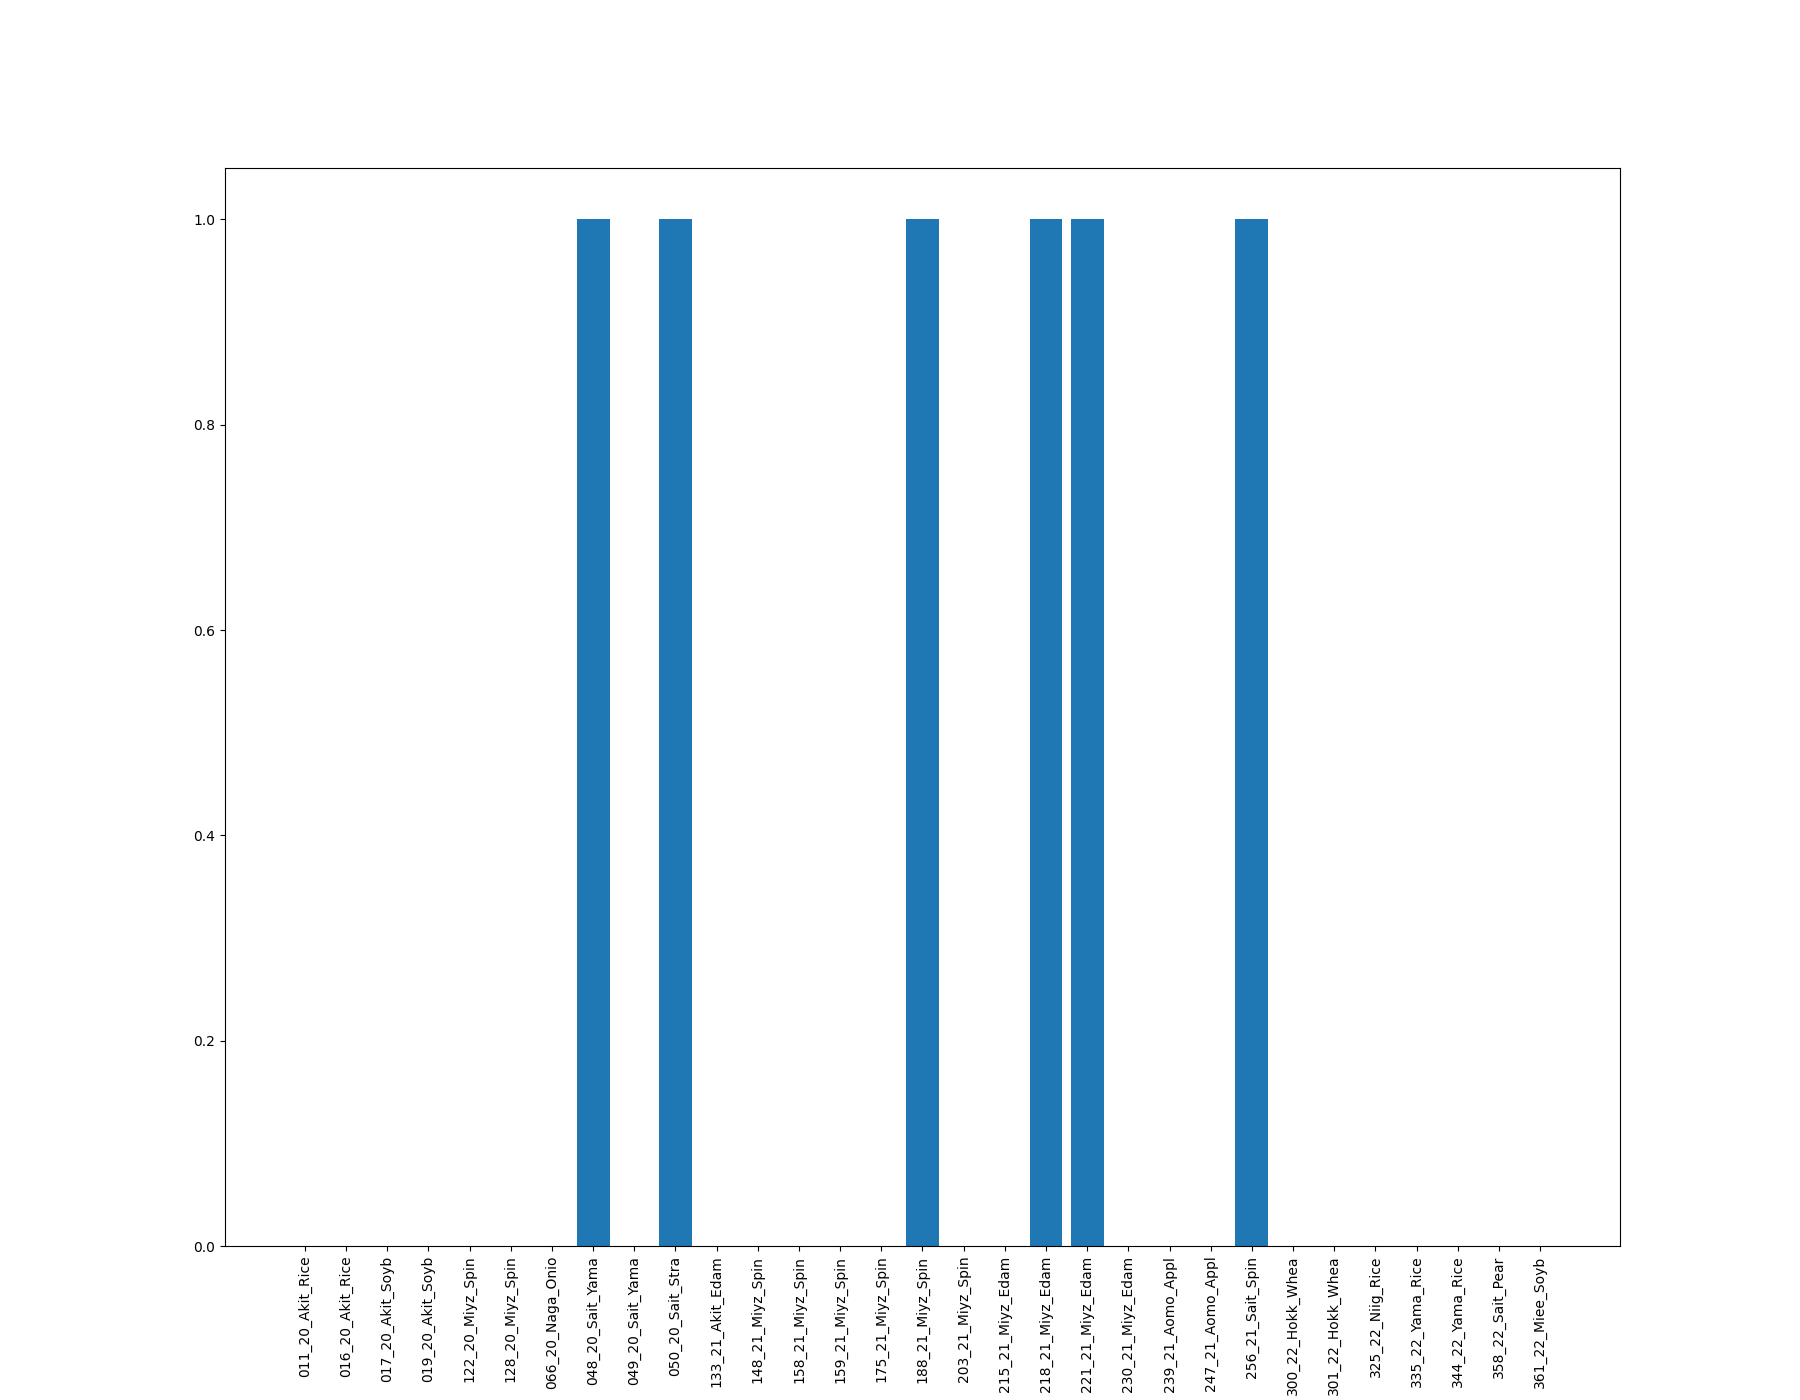 1.0
0.8
0.6
0.4
0.2
0.0
011_20_Akit_Rice
016_20_Akit_Rice
017_20_Akit_Soyb
019_20_Akit_Soyb
122_20_Miyz_Spin
128_20_Miyz_Spin
066_20_Naga_Onio
048_20_Sait_Yama
049_20_Sait_Yama
050_20_Sait_Stra
133_21_Akit_Edam
148_21_Miyz_Spin
158_21_Miyz_Spin
159_21_Miyz_Spin
175_21_Miyz_Spin
188_21_Miyz_Spin
203_21_Miyz_Spin
215_21_Miyz_Edam
218_21_Miyz_Edam
221_21_Miyz_Edam
230_21_Miyz_Edam
239_21_Aomo_Appl
247_21_Aomo_Appl
256_21_Sait_Spin
300_22_Hokk_Whea
301_22_Hokk_Whea
325_22_Niig_Rice
335_22_Yama_Rice
344_22_Yama_Rice
358_22_Sait_Pear
361_22_Miee_Soyb